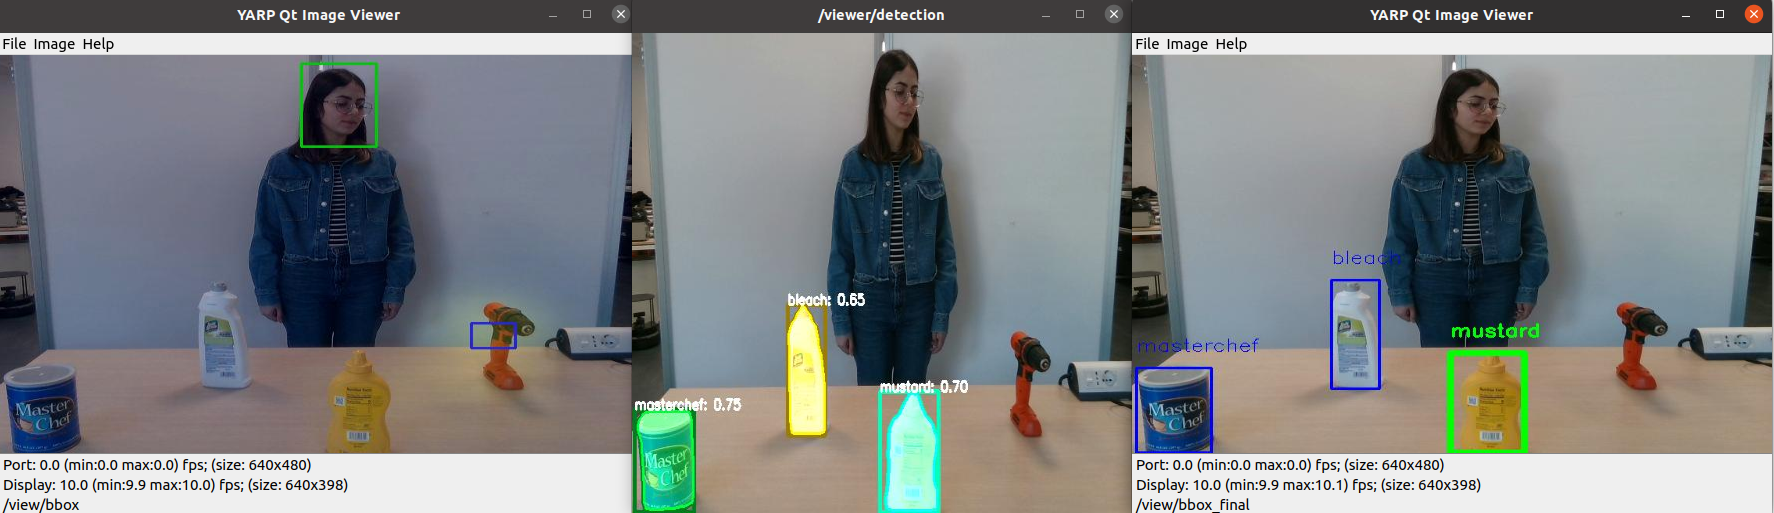 YARP Qt Image Viewer
File Image Help
Master
Chef
Port: 0.0 (min:0.0 max:0.0) fps; (size: 640x480)
Display: 10.0 (min:9.9 max:10.0) fps; (size: 640x398)
/view/bbox
/viewer/detection
bleach: 0.65
mustard: 0.70
masterchef: 0.75
Master
Chef
YARP Qt Image Viewer
File Image Help
bleach
mustard
masterchef
Master
Chef
Port: 0.0 (min:0.0 max:0.0) fps; (size: 640x480)
Display: 10.0 (min:9.9 max:10.1) fps; (size: 640x398)
/view/bbox_final